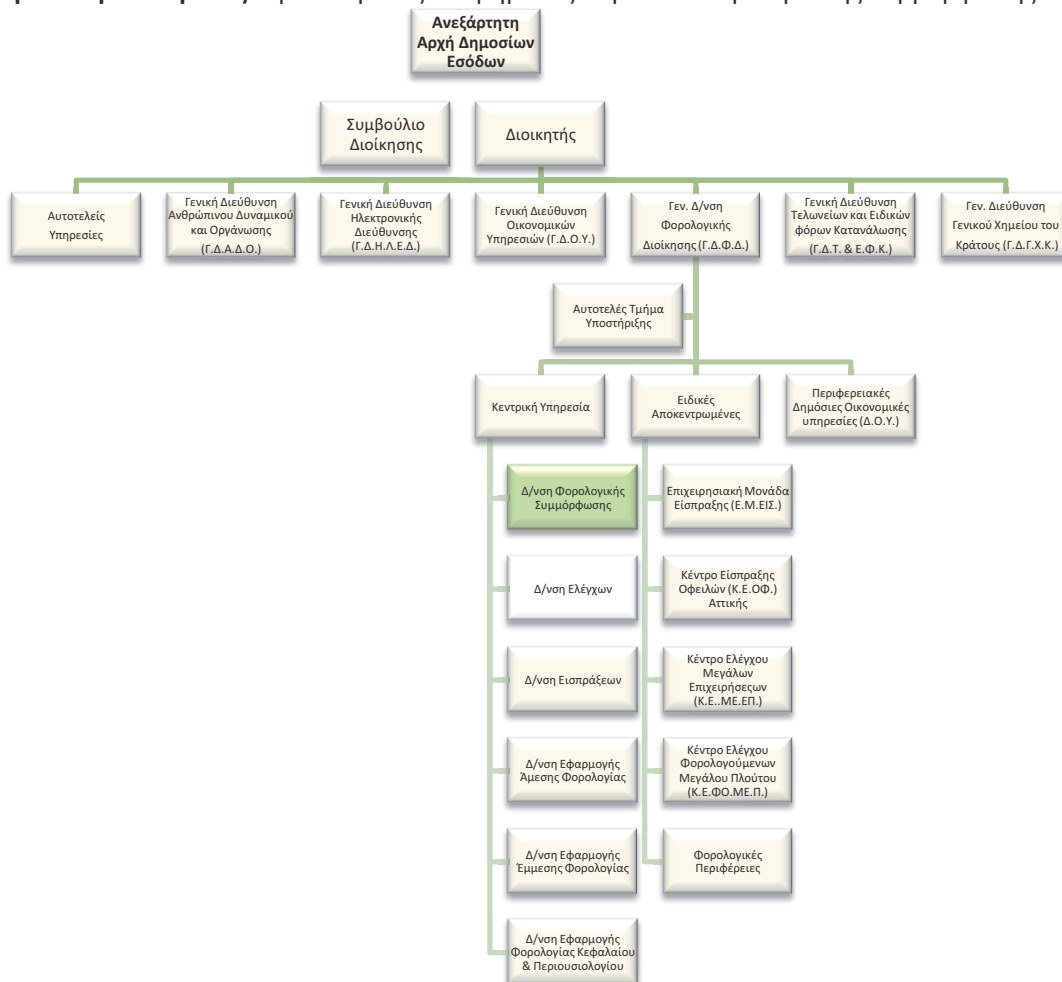 Ανεξάρτητη
Αρχή Δημοσίων
Εσόδων
Συμβούλιο
Διοίκησης
Διοικητής
Αυτοτελείς
Υπηρεσίες
Γενική Διεύθυνση
Ανθρώπινου Δυναμικού
και Οργάνωσης
(Γ.Δ.Α.Δ.Ο.)
Γενική Διεύθυνση
Ηλεκτρονικής
Διεύθυνσης
(Γ.Δ.Η.Λ.Ε.Δ.)
Γενική Διεύθυνση
Οικονομικών
Υπηρεσιών (Γ.Δ.Ο.Υ.)
Γεν. Δ/νση
Φορολογικής
Διοίκησης (Γ.Δ.Φ.Δ.)
Γενική Διεύθυνση
Τελωνείων και Ειδικών
φόρων Κατανάλωσης
(Γ.Δ.Τ. & Ε.Φ.Κ.)
Γεν. Διεύθυνση
Γενικού Χημείου του
Κράτους (Γ.Δ.Γ.Χ.Κ.)
Αυτοτελές Τμήμα
Υποστήριξης
Κεντρική Υπηρεσία
Ειδικές
Αποκεντρωμένες
Περιφερειακές
Δημόσιες Οικονομικές
υπηρεσίες (Δ.Ο.Υ.)
Δ/νση Φορολογικής
Συμμόρφωσης
Επιχειρησιακή Μονάδα
Είσπραξης (Ε.Μ.ΕΙΣ.)
Δ/νση Ελέγχων
Κέντρο Είσπραξης
Οφειλών (Κ.Ε.ΟΦ.)
Αττικής
Δ/νση Εισπράξεων
Κέντρο Ελέγχου
Μεγάλων
Επιχειρήσεςων
(Κ.Ε..ΜΕ.ΕΠ.)
Δ/νση Εφαρμογής
Άμεσης Φορολογίας
Κέντρο Ελέγχου
Φορολογούμενων
Μεγάλου Πλούτου
(Κ.Ε.ΦΟ.ΜΕ.Π.)
Δ/νση Εφαρμογής
Έμμεσης Φορολογίας
Φορολογικές
Περιφέρειες
Δ/νση Εφαρμογής
Φορολογίας Κεφαλαίου
& Περιουσιολογίου